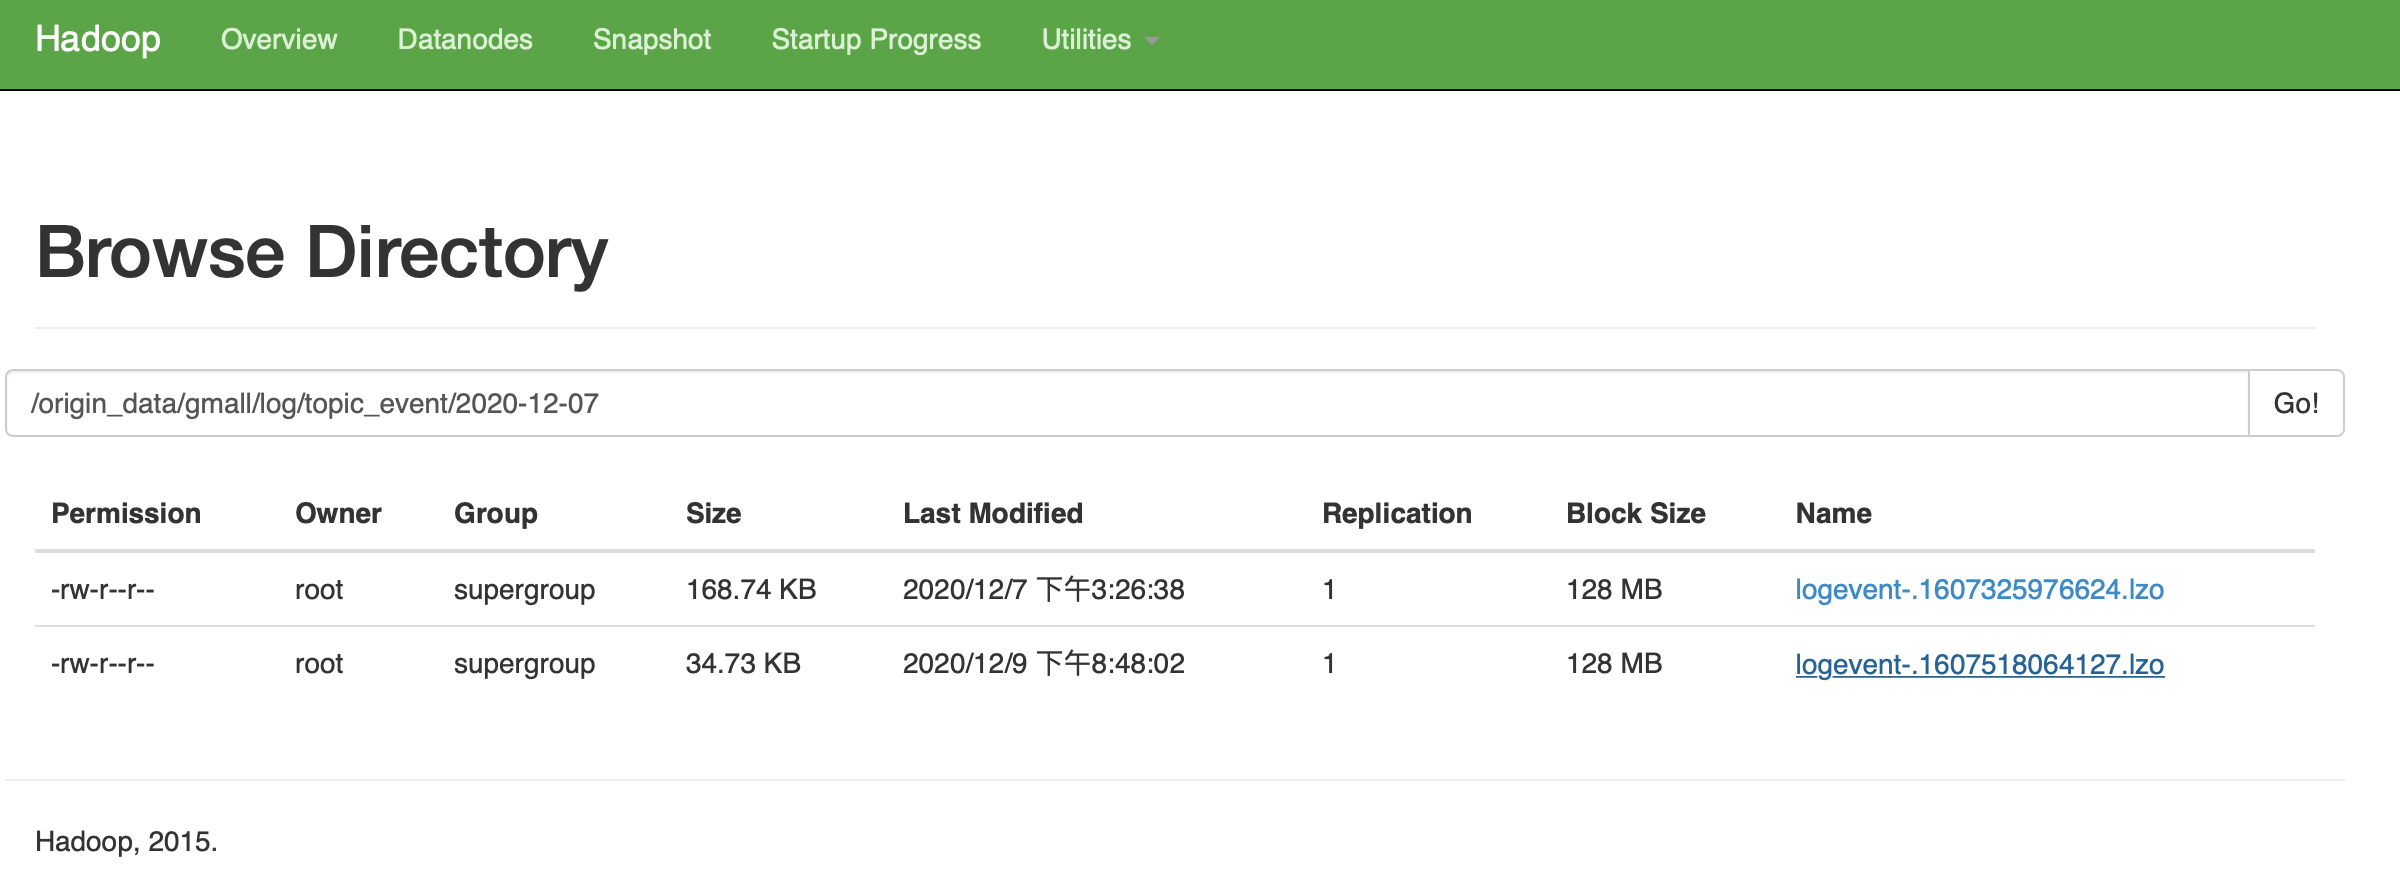 Hadoop Overview Datanodes Snapshot Startup Progress Utilities
Browse Directory
/origin_data/gmall/log/topic_event/2020-12-07 Go!
Permission Owner Group Size Last Modified Replication Block Size Name
-rw-r--r-- root supergroup 168.74 KB 2020/12/7 下午3:26:38 1 128 MB logevent-.1607325976624.lzo
-rw-r--r-- root supergroup 34.73 KB 2020/12/9 下午8:48:02 1 128 MB logevent-.1607518064127.lzo
Hadoop, 2015.